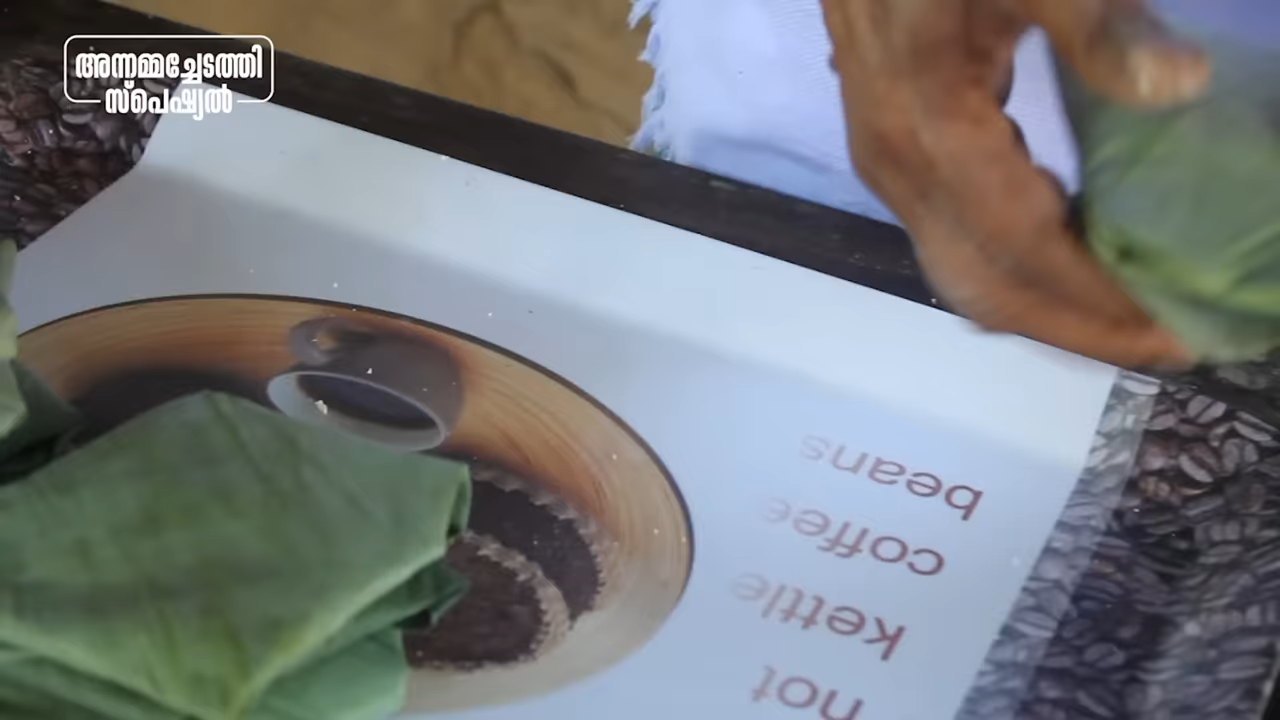 അന്നമ്മച്ചേടത്തി
സ്പെഷ്യൽ
hot
kettle
coffee
beans